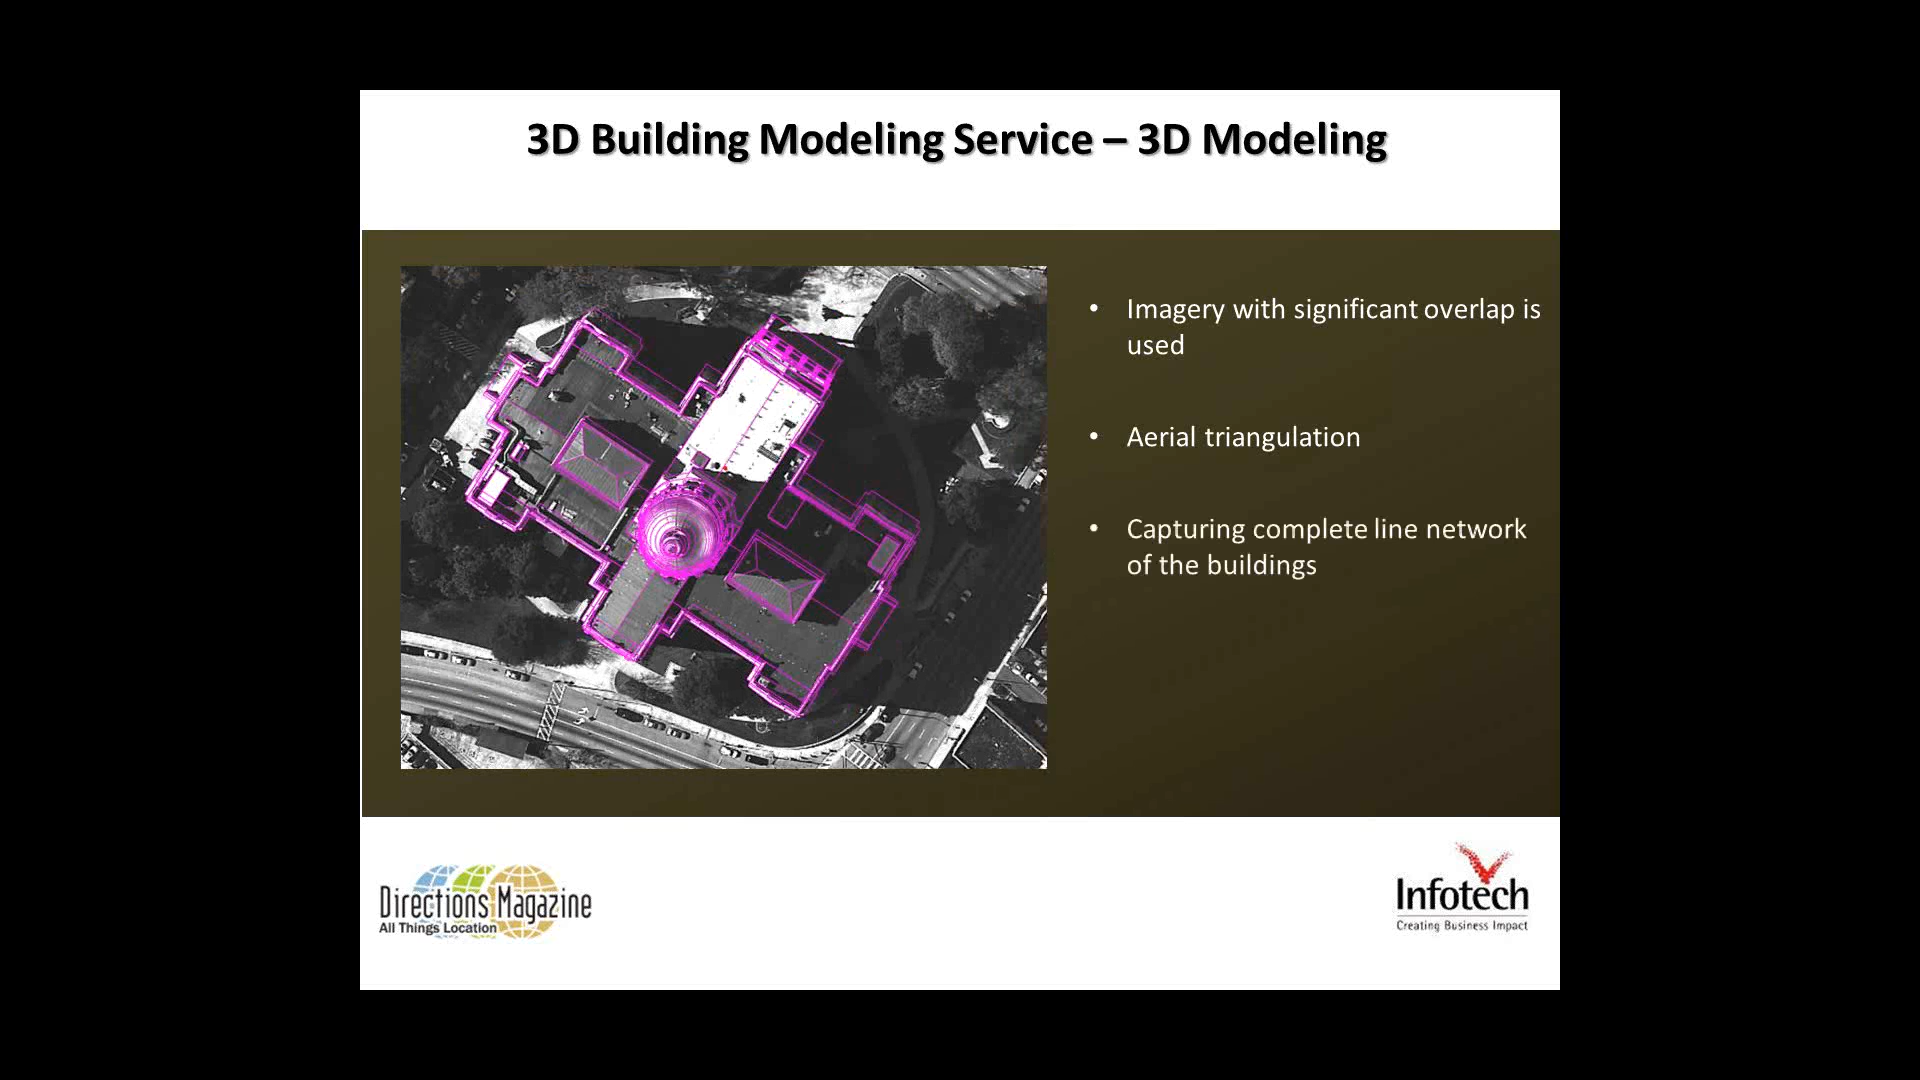 3D Building Modeling Service – 3D Modeling
• Imagery with significant overlap is
used
• Aerial triangulation
• Capturing complete line network
of the buildings
Directions Magazine
All Things Location
Infotech
Creating Business Impact